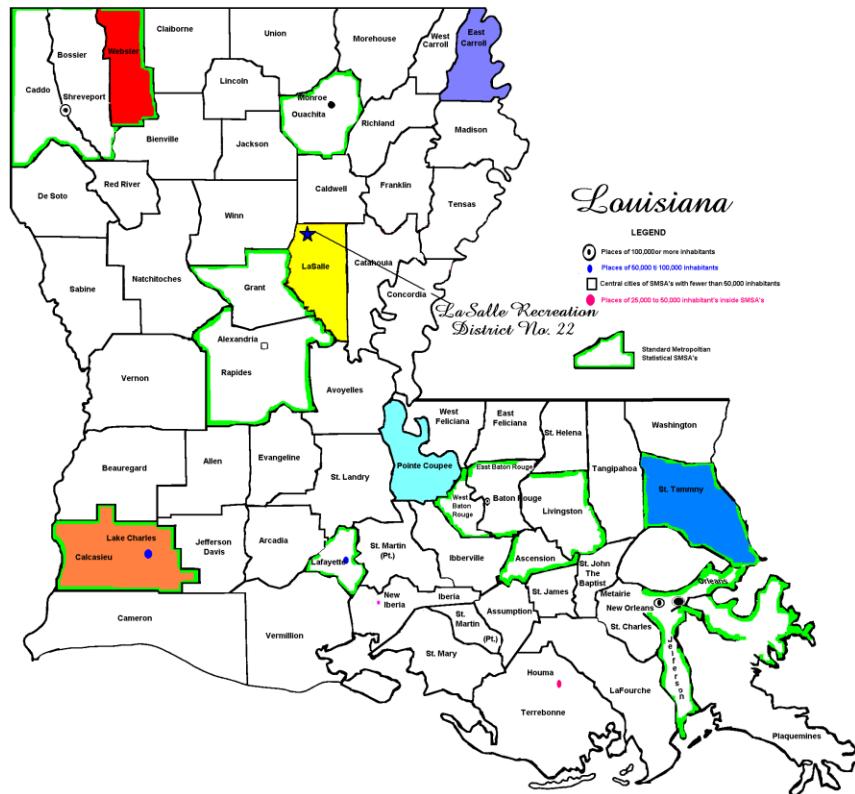 Claiborne
Union
Morehouse
West
Carroll
East
Carroll
Webster
Bossier
Caddo
Shreveport
Lincoln
Monroe
Ouachita
Richland
Madison
Bienville
Jackson
De Soto
Red River
Winn
Caldwell
Franklin
Tensas
Sabine
Natchitoches
Grant
LaSalle
Catahoula
Concordia
LaSalle Recreation
District No. 22
Louisiana
LEGEND
Places of 100,000or more inhabitants
Places of 50,000 ti 100,000 inhabitants
Central cities of SMSA's with fewer than 50,000 inhabitants
Places of 25,000 to 50,000 inhabitant's inside SMSA's
Standard Metropoltian
Statistical SMSA's
Alexandria
Rapides
Vernon
Avoyelles
West
Feliciana
East
Feliciana
St. Helena
Washington
Tangipahoa
Beauregard
Allen
Evangeline
St. Landry
Pointe Coupee
East Baton Rouge
West
Baton
Rouge
Baton Rouge
Livingston
St. Tammny
Lake Charles
Calcasieu
Jefferson
Davis
Arcadia
Lafayette
St. Martin
(Pt.)
Ibberville
Ascension
St. John
The
Baptist
Orleans
Metairie
New Orleans
St. Charles
Jefferson
Cameron
Vermillion
New
Iberia
Iberia
St.
Martin
(Pt.)
Assumption
St. James
St. Mary
Houma
Terrebonne
LaFourche
Plaquemines